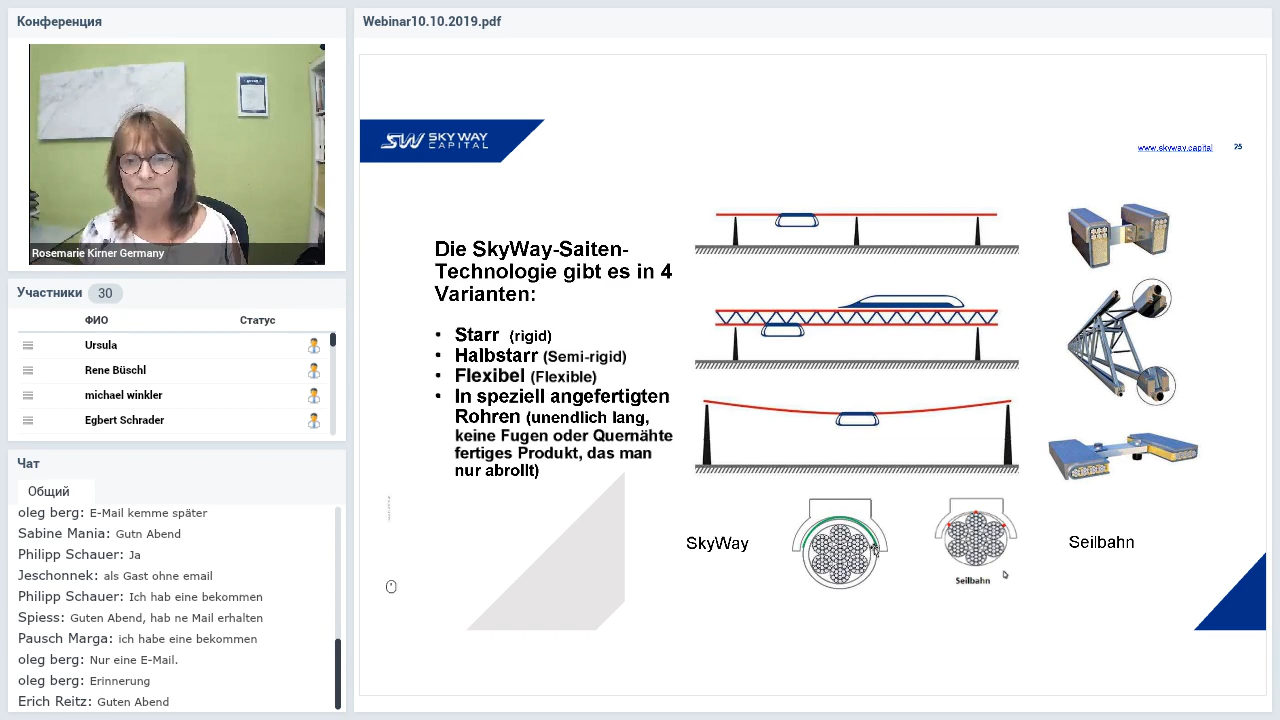 Конференция
Rosemarie Kirner Germany
Участники 30
ФИО Статус
Ursula
Rene Büschl
michael winkler
Egbert Schrader
Чат
Общий
oleg berg: E-Mail kemme später
Sabine Mania: Gutn Abend
Philipp Schauer: Ja
Jeschonnek: als Gast ohne email
Philipp Schauer: Ich hab eine bekommen
Spiess: Guten Abend, hab ne Mail erhalten
Pausch Marga: ich habe eine bekommen
oleg berg: Nur eine E-Mail.
oleg berg: Erinnerung
Erich Reitz: Guten Abend
Webinar10.10.2019.pdf
SW SKY WAY
CAPITAL
www.skyway.capital 25
Die SkyWay-Saiten-
Technologie gibt es in 4
Varianten:
• Starr (rigid)
• Halbstarr (Semi-rigid)
• Flexibel (Flexible)
• In speziell angefertigten
Rohren (unendlich lang,
keine Fugen oder Quernähte
fertiges Produkt, das man
nur abrollt)
SkyWay
Seilbahn
Seilbahn